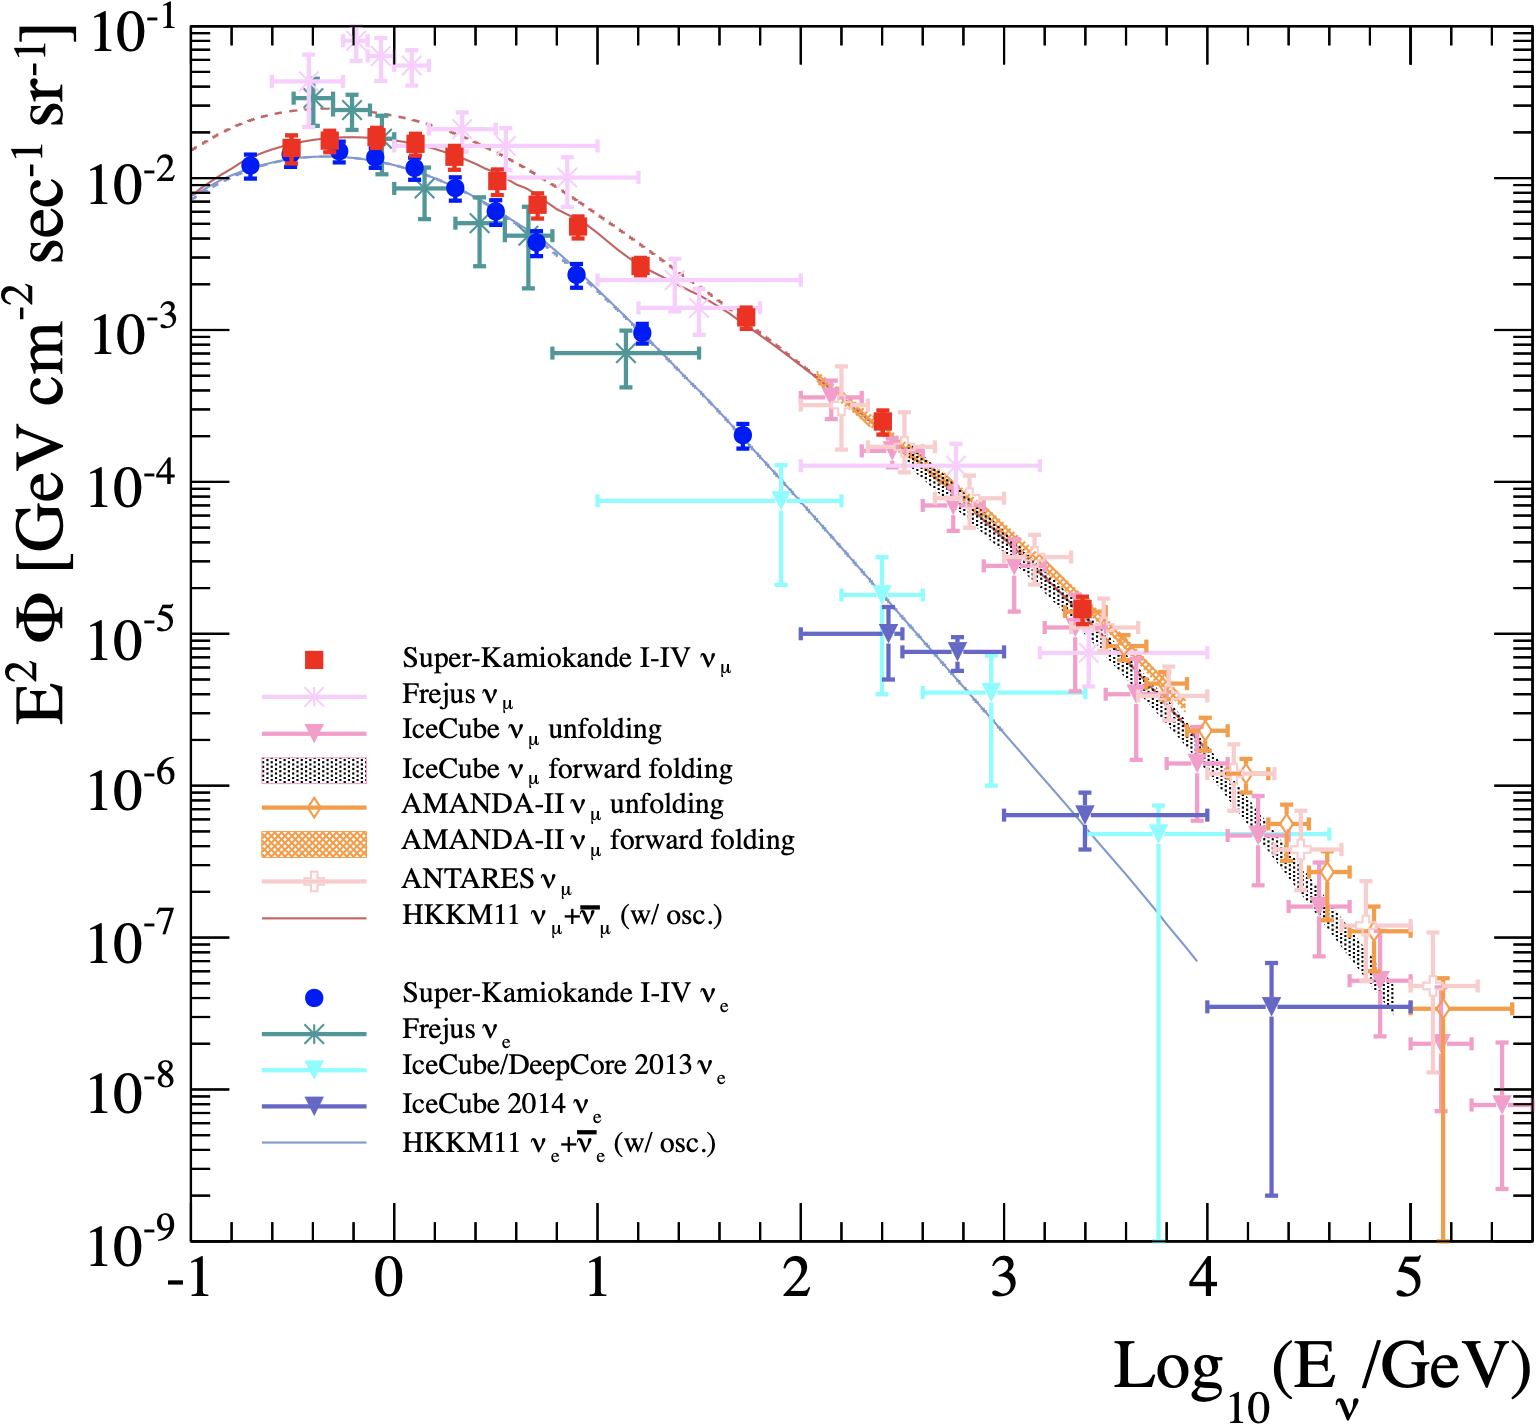 E² Φ [GeV cm⁻² sec⁻¹ sr⁻¹]
10⁻¹
10⁻²
10⁻³
10⁻⁴
10⁻⁵
10⁻⁶
10⁻⁷
10⁻⁸
10⁻⁹
Super-Kamiokande I-IV ν_μ
Frejus ν_μ
IceCube ν_μ unfolding
IceCube ν_μ forward folding
AMANDA-II ν_μ unfolding
AMANDA-II ν_μ forward folding
ANTARES ν_μ
HKKM11 ν_μ+ν̅_μ (w/ osc.)
Super-Kamiokande I-IV ν_e
Frejus ν_e
IceCube/DeepCore 2013 ν_e
IceCube 2014 ν_e
HKKM11 ν_e+ν̅_e (w/ osc.)
-1 0 1 2 3 4 5
Log₁₀(E_ν/GeV)